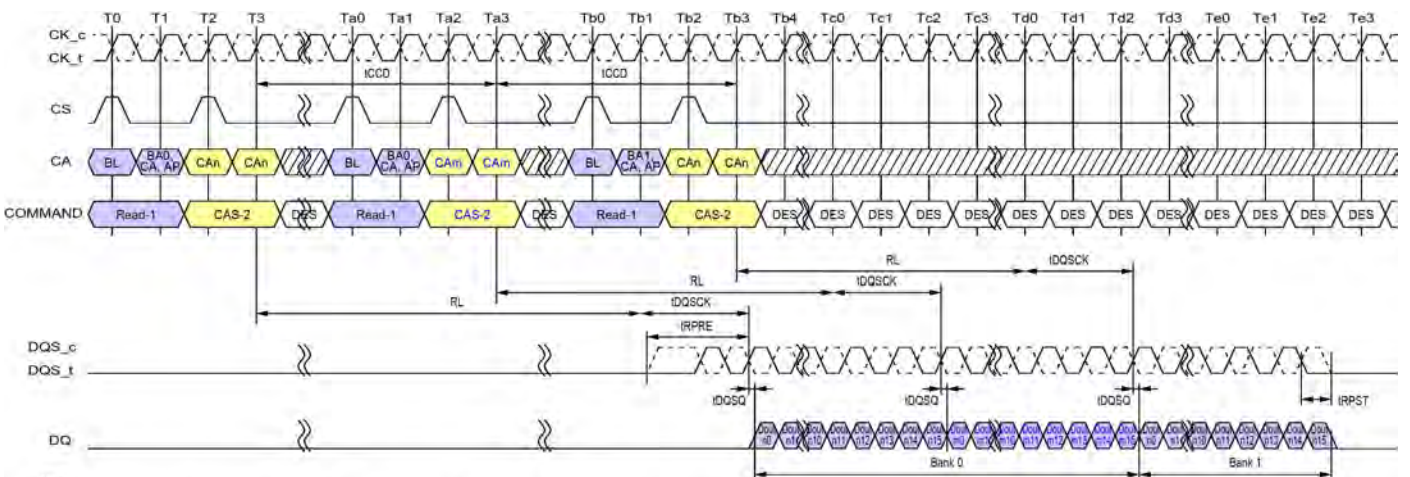 T0 T1 T2 T3 Ta0 Ta1 Ta2 Ta3 Tb0 Tb1 Tb2 Tb3 Tb4 Tc0 Tc1 Tc2 Tc3 Td0 Td1 Td2 Td3 Te0 Te1 Te2 Te3
CK_c
CK_t
tCCD tCCD
CS
CA BL BA0, CA, AP CAn CAn BL BA0, CA, AP CAm CAm BL BA1, CA, AP CAn CAn
COMMAND Read-1 CAS-2 DES Read-1 CAS-2 DES Read-1 CAS-2 DES DES DES DES DES DES DES DES DES DES DES DES DES
RL tDQSCK
RL tDQSCK
RL tDQSCK
tRPRE
DQS_c
DQS_t
tDQSQ tDQSQ tDQSQ tRPST
DQ
Bank 0 Bank 1